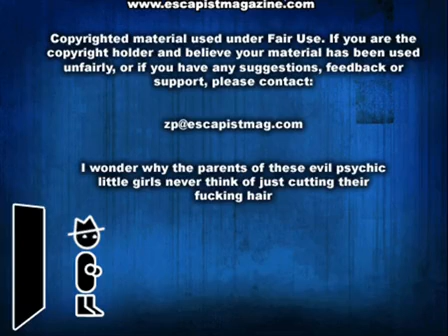 www.escapistmagazine.com
Copyrighted material used under Fair Use. If you are the
copyright holder and believe your material has been used
unfairly, or if you have any suggestions, feedback or
support, please contact:
zp@escapistmag.com
I wonder why the parents of these evil psychic
little girls never think of just cutting their
fucking hair